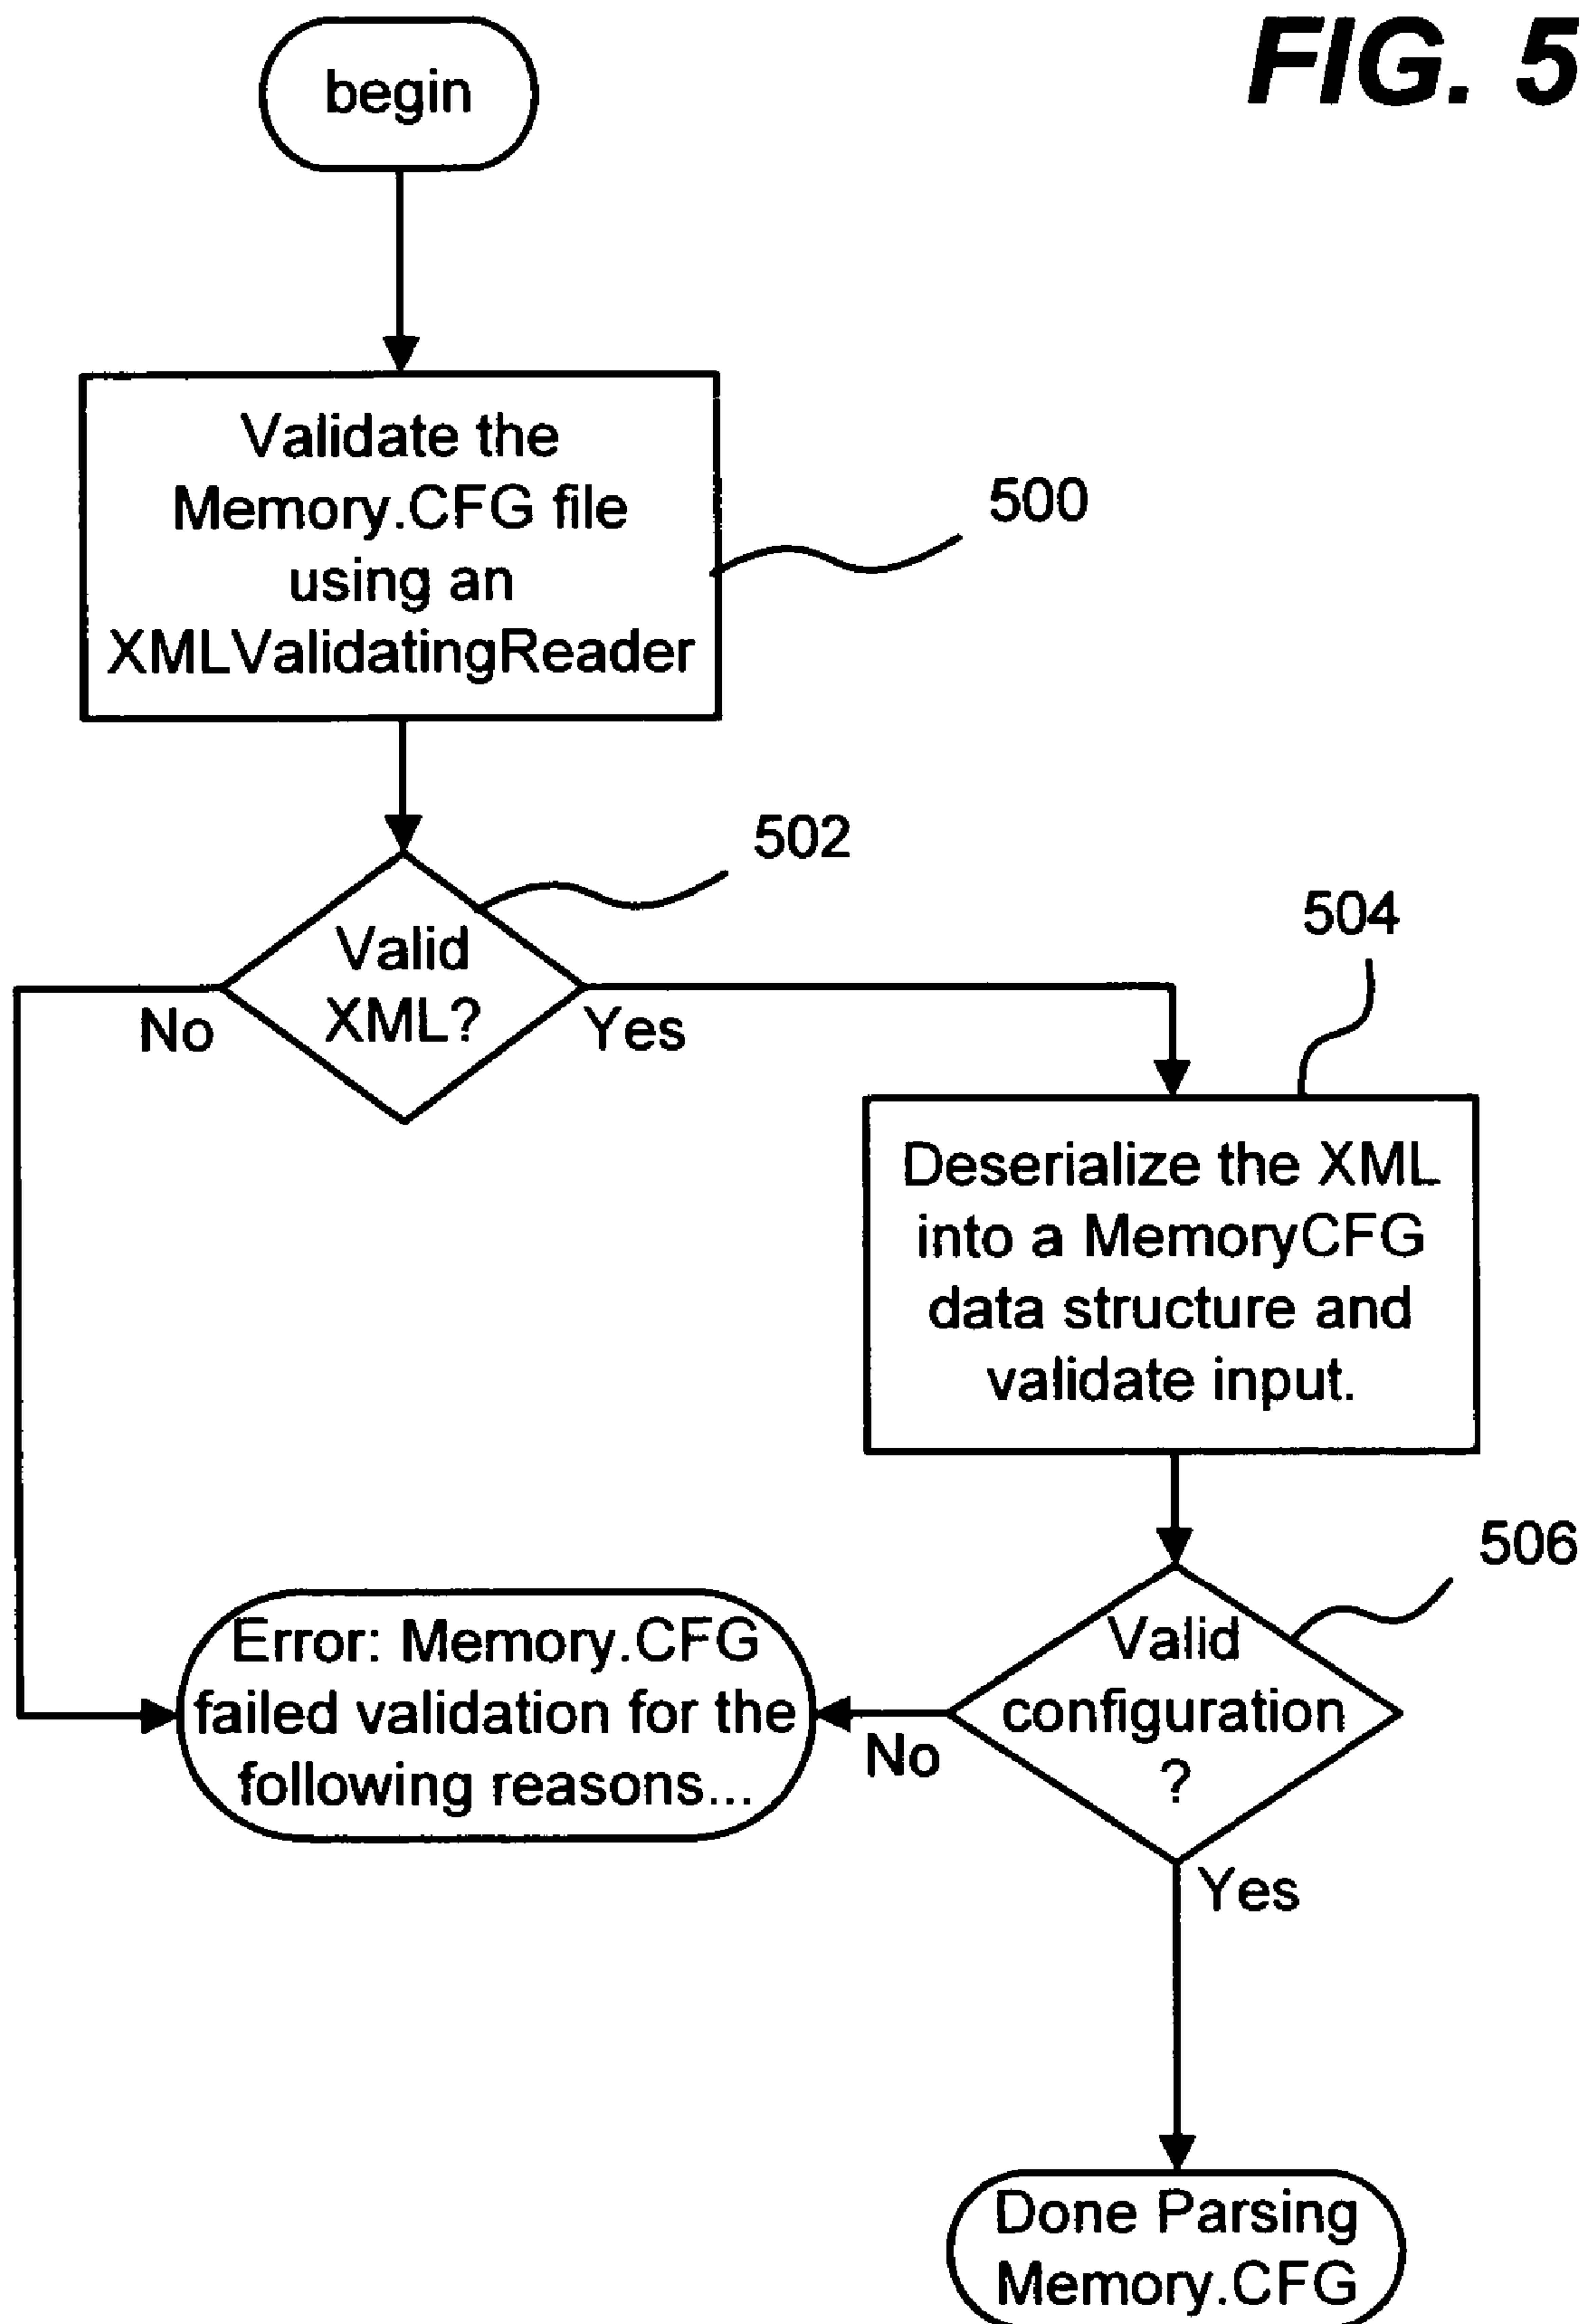 FIG. 5
begin
Validate the
Memory.CFG file
using an
XMLValidatingReader
500
502
Valid
XML?
No
Yes
504
Deserialize the XML
into a MemoryCFG
data structure and
validate input.
506
Valid
configuration
?
No
Yes
Error: Memory.CFG
failed validation for the
following reasons...
Done Parsing
Memory.CFG